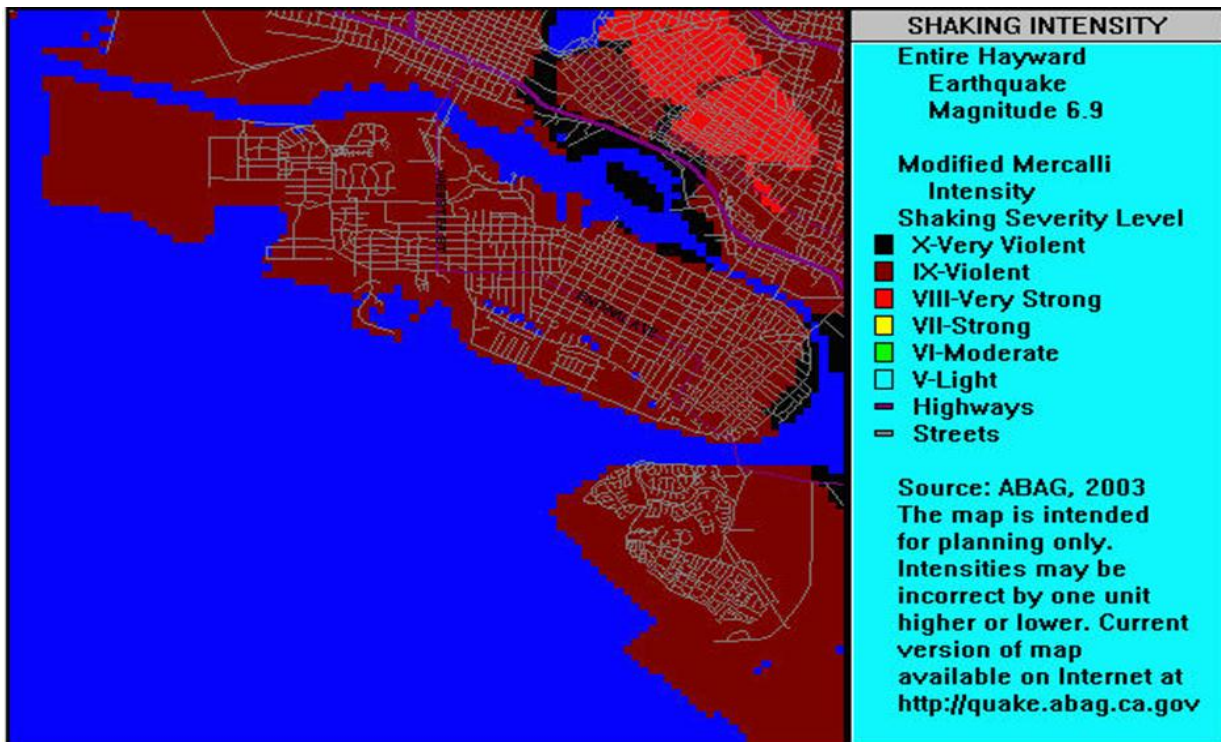 SHAKING INTENSITY
Entire Hayward
Earthquake
Magnitude 6.9
Modified Mercalli
Intensity
Shaking Severity Level
X-Very Violent
IX-Violent
VIII-Very Strong
VII-Strong
VI-Moderate
V-Light
Highways
Streets
Source: ABAG, 2003
The map is intended
for planning only.
Intensities may be
incorrect by one unit
higher or lower. Current
version of map
available on Internet at
http://quake.abag.ca.gov